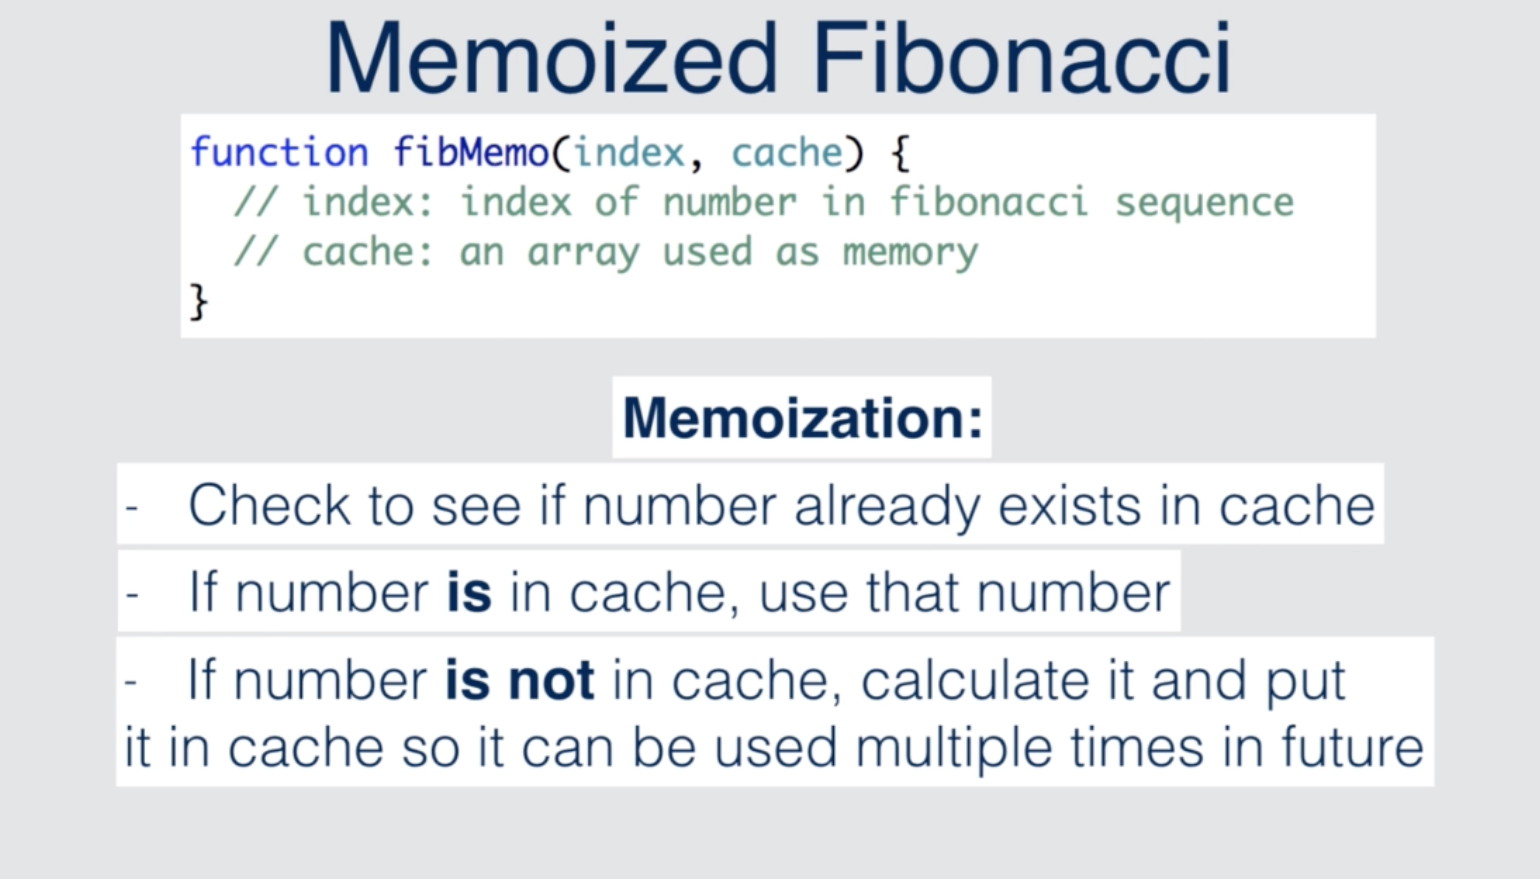 Memoized Fibonacci
function fibMemo(index, cache) {
  // index: index of number in fibonacci sequence
  // cache: an array used as memory
}
Memoization:
- Check to see if number already exists in cache
- If number is in cache, use that number
- If number is not in cache, calculate it and put
it in cache so it can be used multiple times in future